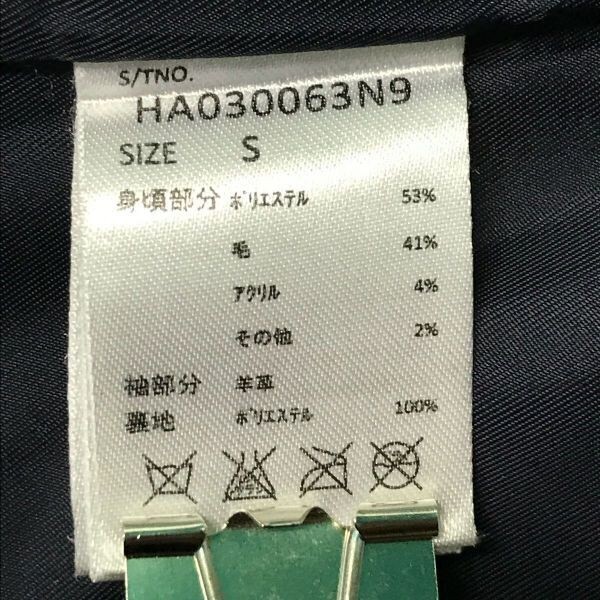 S/TNO.
HA030063N9
SIZE S
身頃部分 ポリエステル 53%
毛 41%
アクリル 4%
その他 2%
袖部分 羊革
裏地 ポリエステル 100%